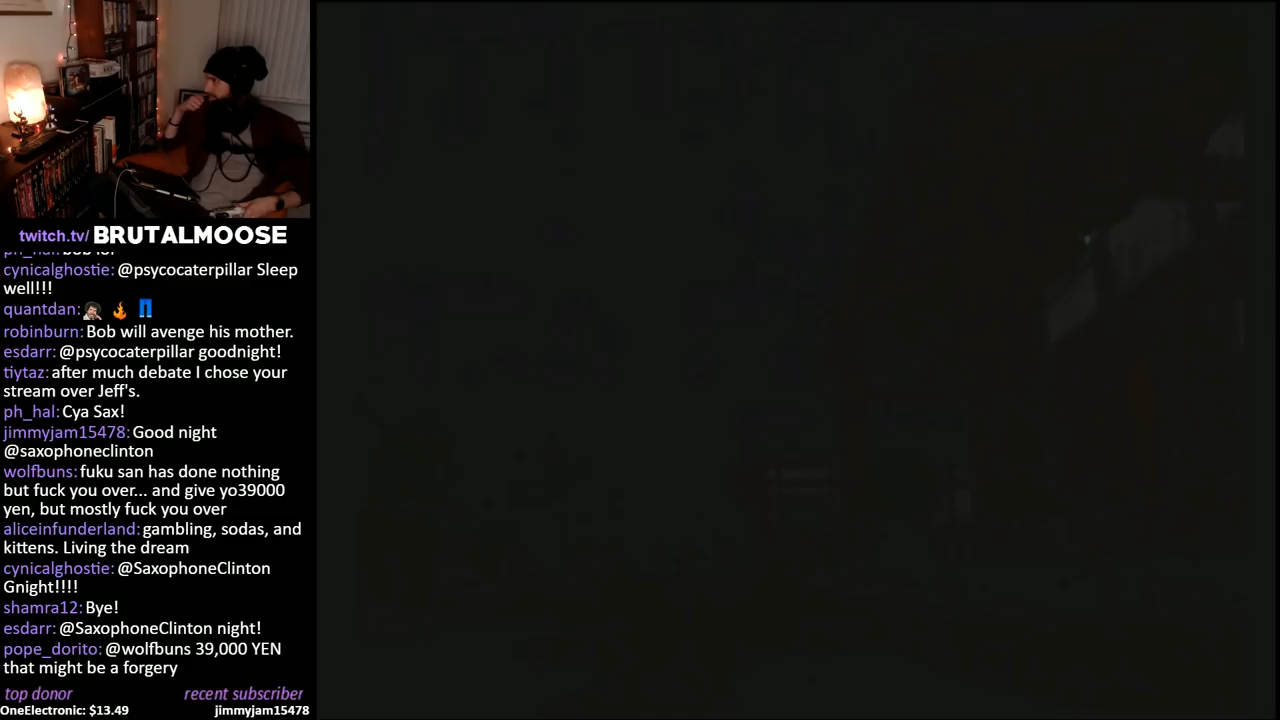 twitch.tv/ BRUTALMOOSE
cynicalghostie: @psycocaterpillar Sleep
well!!!
quantdan:
robinburn: Bob will avenge his mother.
esdarr: @psycocaterpillar goodnight!
tiytaz: after much debate I chose your
stream over Jeff's.
ph_hal: Cya Sax!
jimmyjam15478: Good night
@saxophoneclinton
wolfbuns: fuku san has done nothing
but fuck you over... and give yo39000
yen, but mostly fuck you over
aliceinfunderland: gambling, sodas, and
kittens. Living the dream
cynicalghostie: @SaxophoneClinton
Gnight!!!!
shamra12: Bye!
esdarr: @SaxophoneClinton night!
pope_dorito: @wolfbuns 39,000 YEN
that might be a forgery
top donor recent subscriber
OneElectronic: $13.49 jimmyjam15478